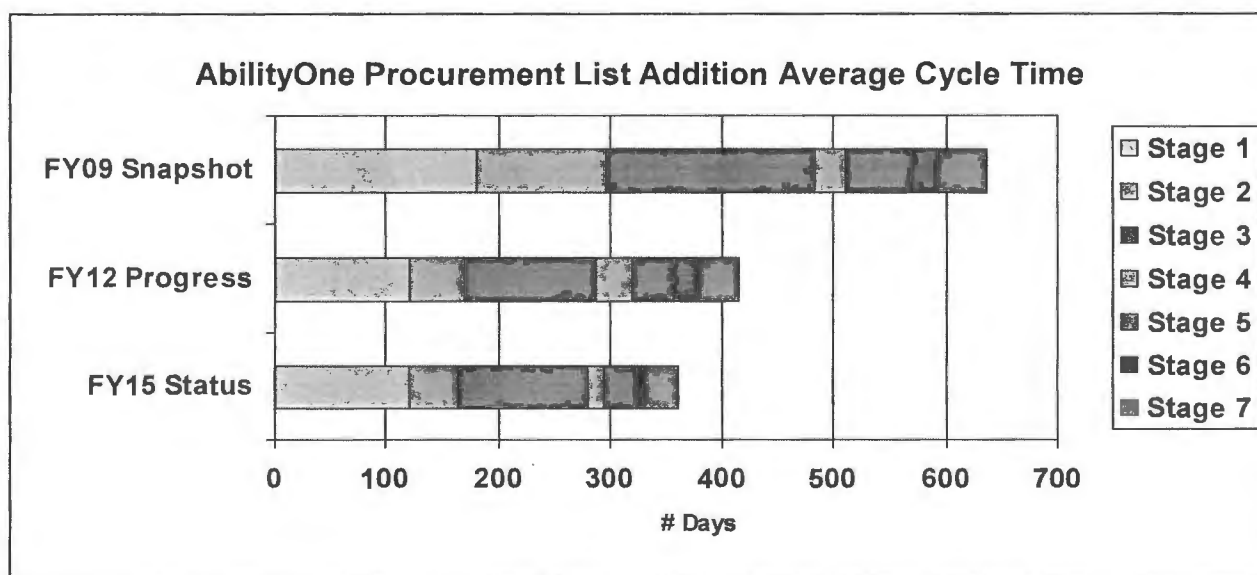 AbilityOne Procurement List Addition Average Cycle Time
FY09 Snapshot
FY12 Progress
FY15 Status
0 100 200 300 400 500 600 700
# Days
Stage 1
Stage 2
Stage 3
Stage 4
Stage 5
Stage 6
Stage 7